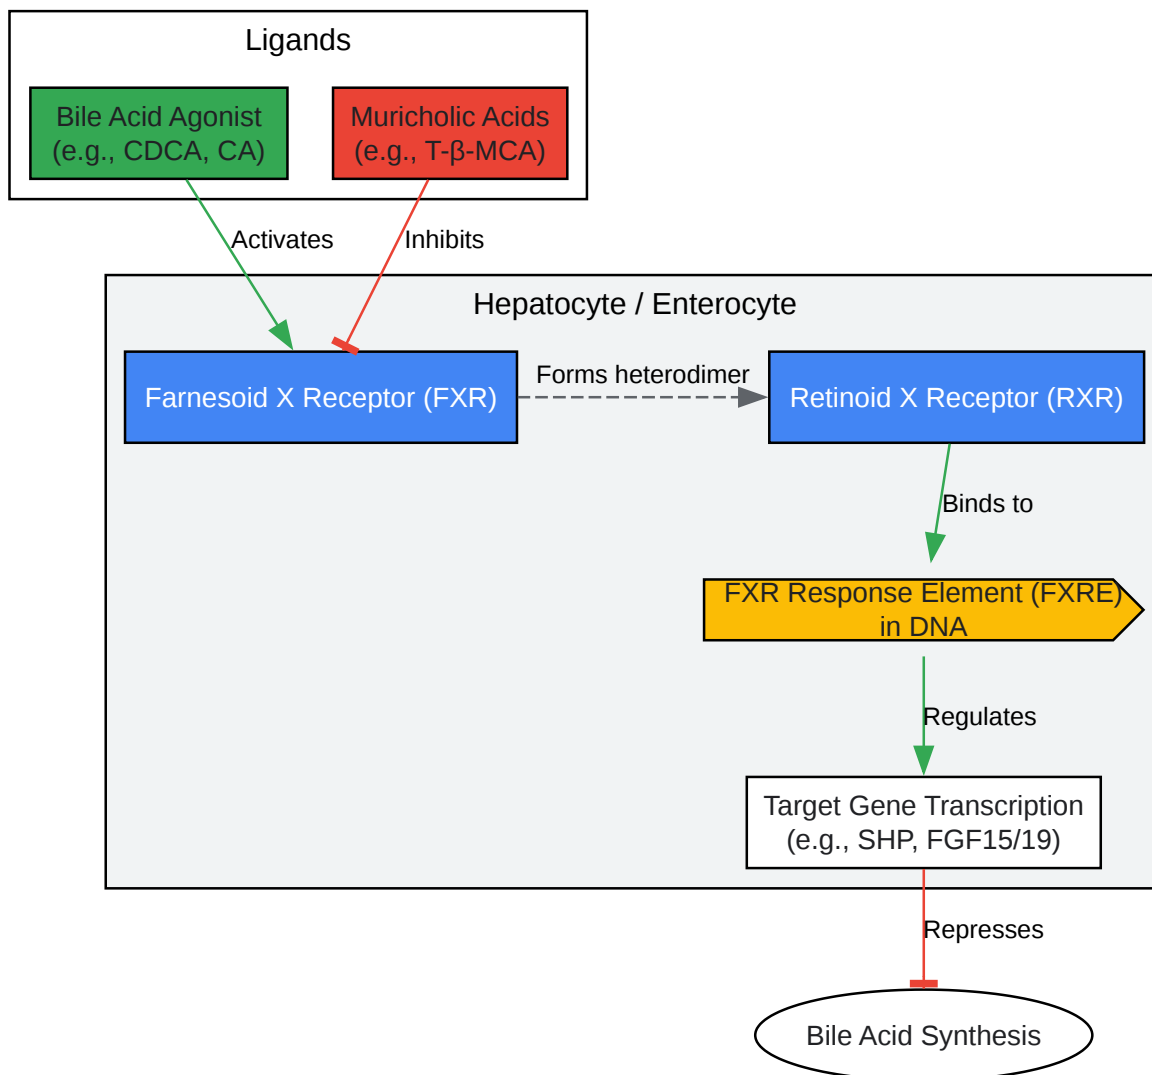 Ligands
Bile Acid Agonist
(e.g., CDCA, CA)
Muricholic Acids
(e.g., T-β-MCA)
Activates
Inhibits
Hepatocyte / Enterocyte
Farnesoid X Receptor (FXR)
Forms heterodimer
Retinoid X Receptor (RXR)
Binds to
FXR Response Element (FXRE)
in DNA
Regulates
Target Gene Transcription
(e.g., SHP, FGF15/19)
Represses
Bile Acid Synthesis